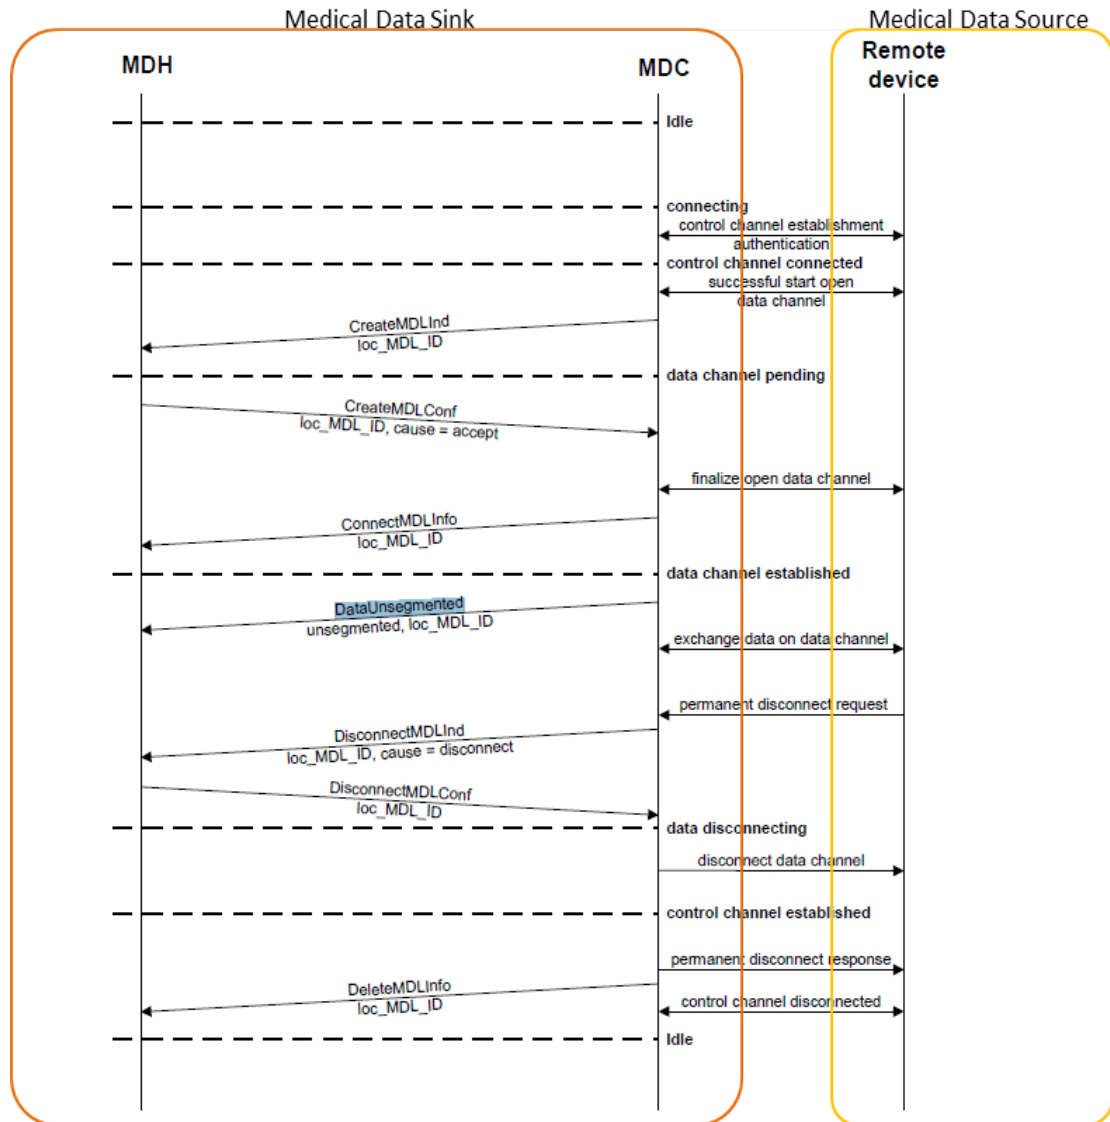 Medical Data Sink
Medical Data Source
MDH
MDC
Remote
device
Idle
connecting
control channel establishment
authentication
control channel connected
successful start open
data channel
CreateMDLInd
loc_MDL_ID
data channel pending
CreateMDLConf
loc_MDL_ID, cause = accept
finalize open data channel
ConnectMDLInfo
loc_MDL_ID
data channel established
DataUnsegmented
unsegmented, loc_MDL_ID
exchange data on data channel
permanent disconnect request
DisconnectMDLInd
loc_MDL_ID, cause = disconnect
DisconnectMDLConf
loc_MDL_ID
data disconnecting
disconnect data channel
control channel established
permanent disconnect response
DeleteMDLInfo
loc_MDL_ID
control channel disconnected
Idle